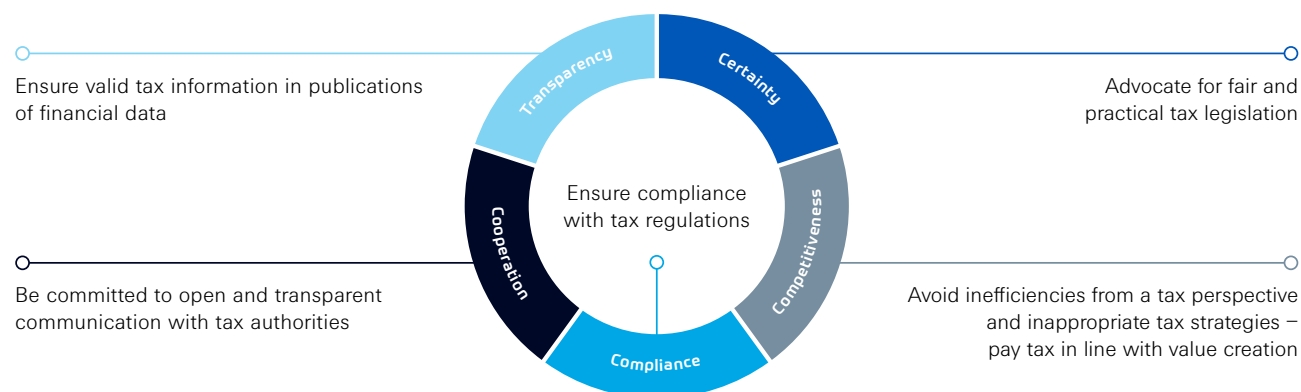 Transparency
Ensure valid tax information in publications
of financial data
Certainty
Advocate for fair and
practical tax legislation
Ensure compliance
with tax regulations
Cooperation
Be committed to open and transparent
communication with tax authorities
Competitiveness
Avoid inefficiencies from a tax perspective
and inappropriate tax strategies –
pay tax in line with value creation
Compliance